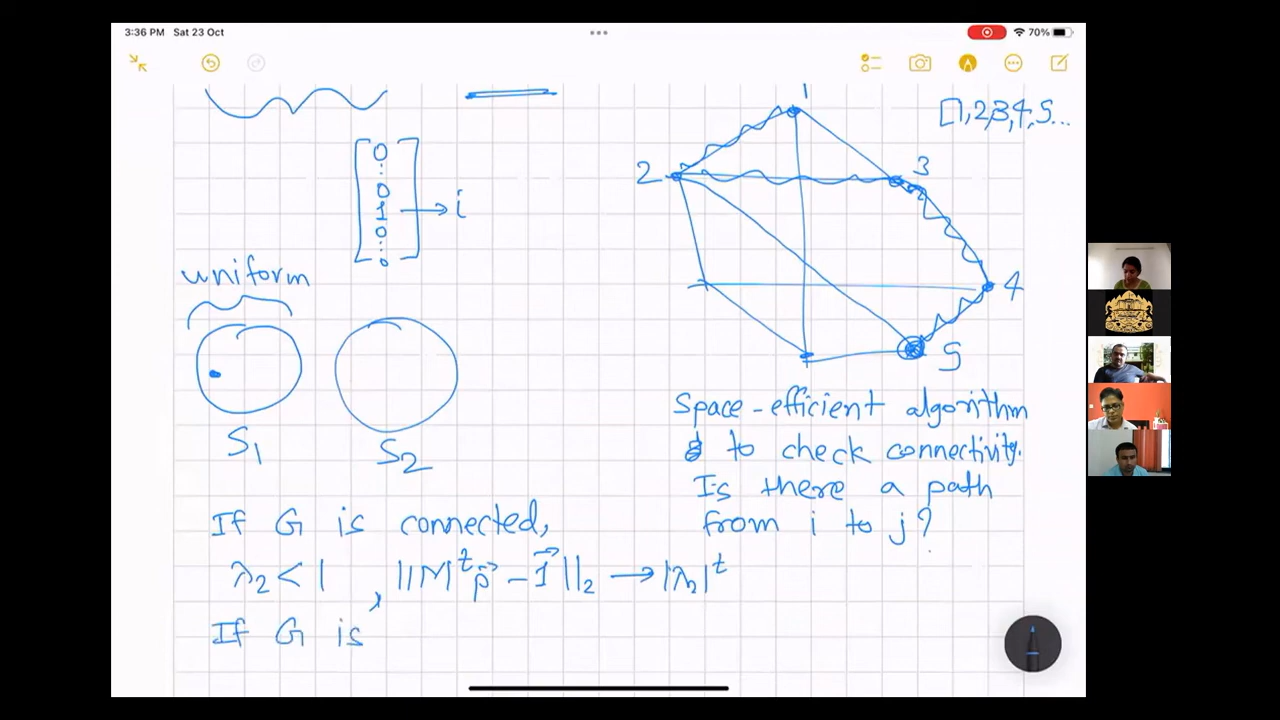 3:36 PM Sat 23 Oct
70%
0
0
1 → i
0
0
uniform
S1
S2
If G is connected,
λ2 < 1 ||M^t p⃗ - 1⃗||2 → |λ2|^t
If G is
[1,2,3,4,5...
1
2
3
4
5
Space-efficient algorithm
to check connectivity.
Is there a path
from i to j?